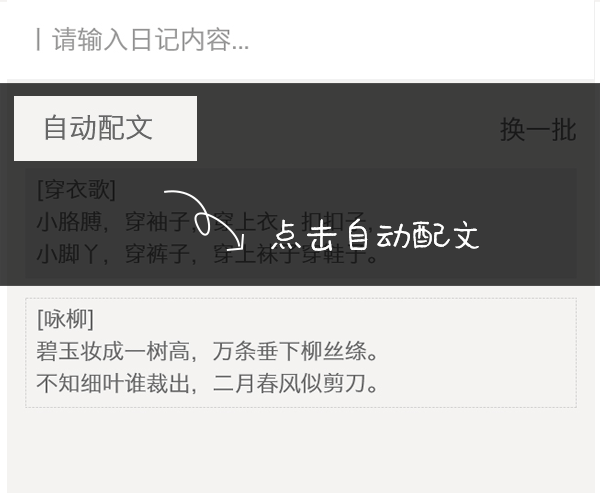 请输入日记内容...
自动配文
换一批
[穿衣歌]
小胳膊，穿袖子，穿上衣，扣扣子，
小脚丫，穿裤子，穿上袜子穿鞋子。
点击自动配文
[咏柳]
碧玉妆成一树高，万条垂下柳丝绦。
不知细叶谁裁出，二月春风似剪刀。